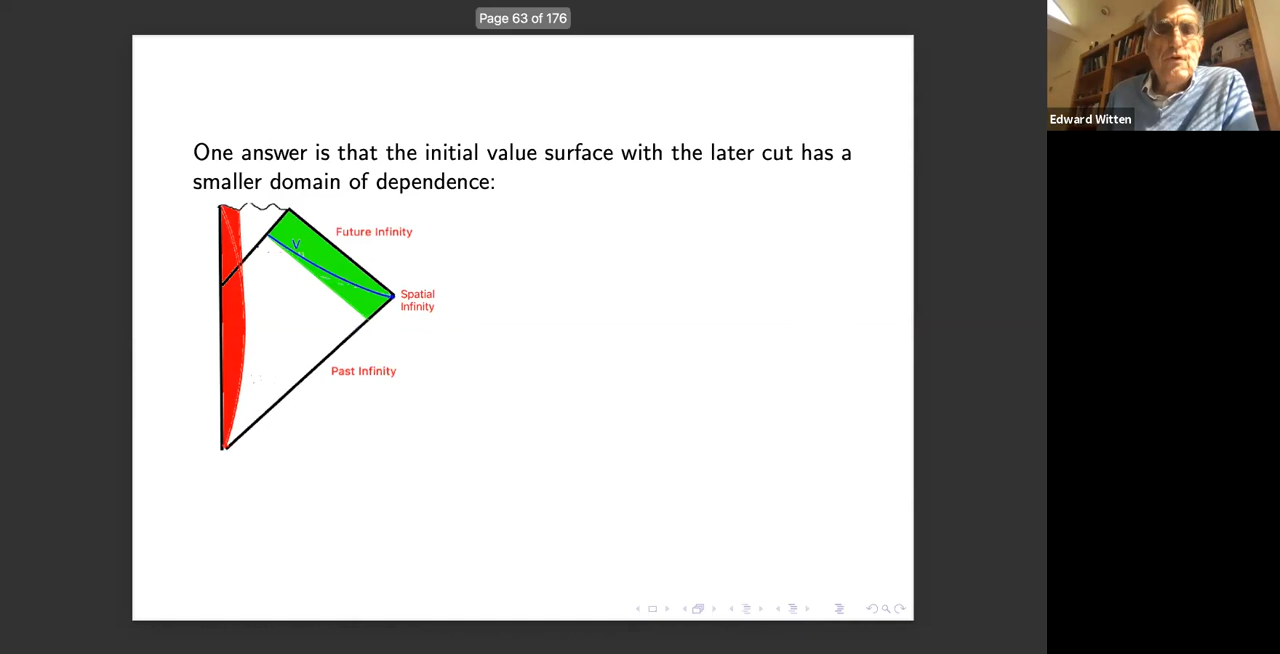 Page 63 of 176
Edward Witten
One answer is that the initial value surface with the later cut has a
smaller domain of dependence:
V
Future Infinity
Spatial
Infinity
Past Infinity